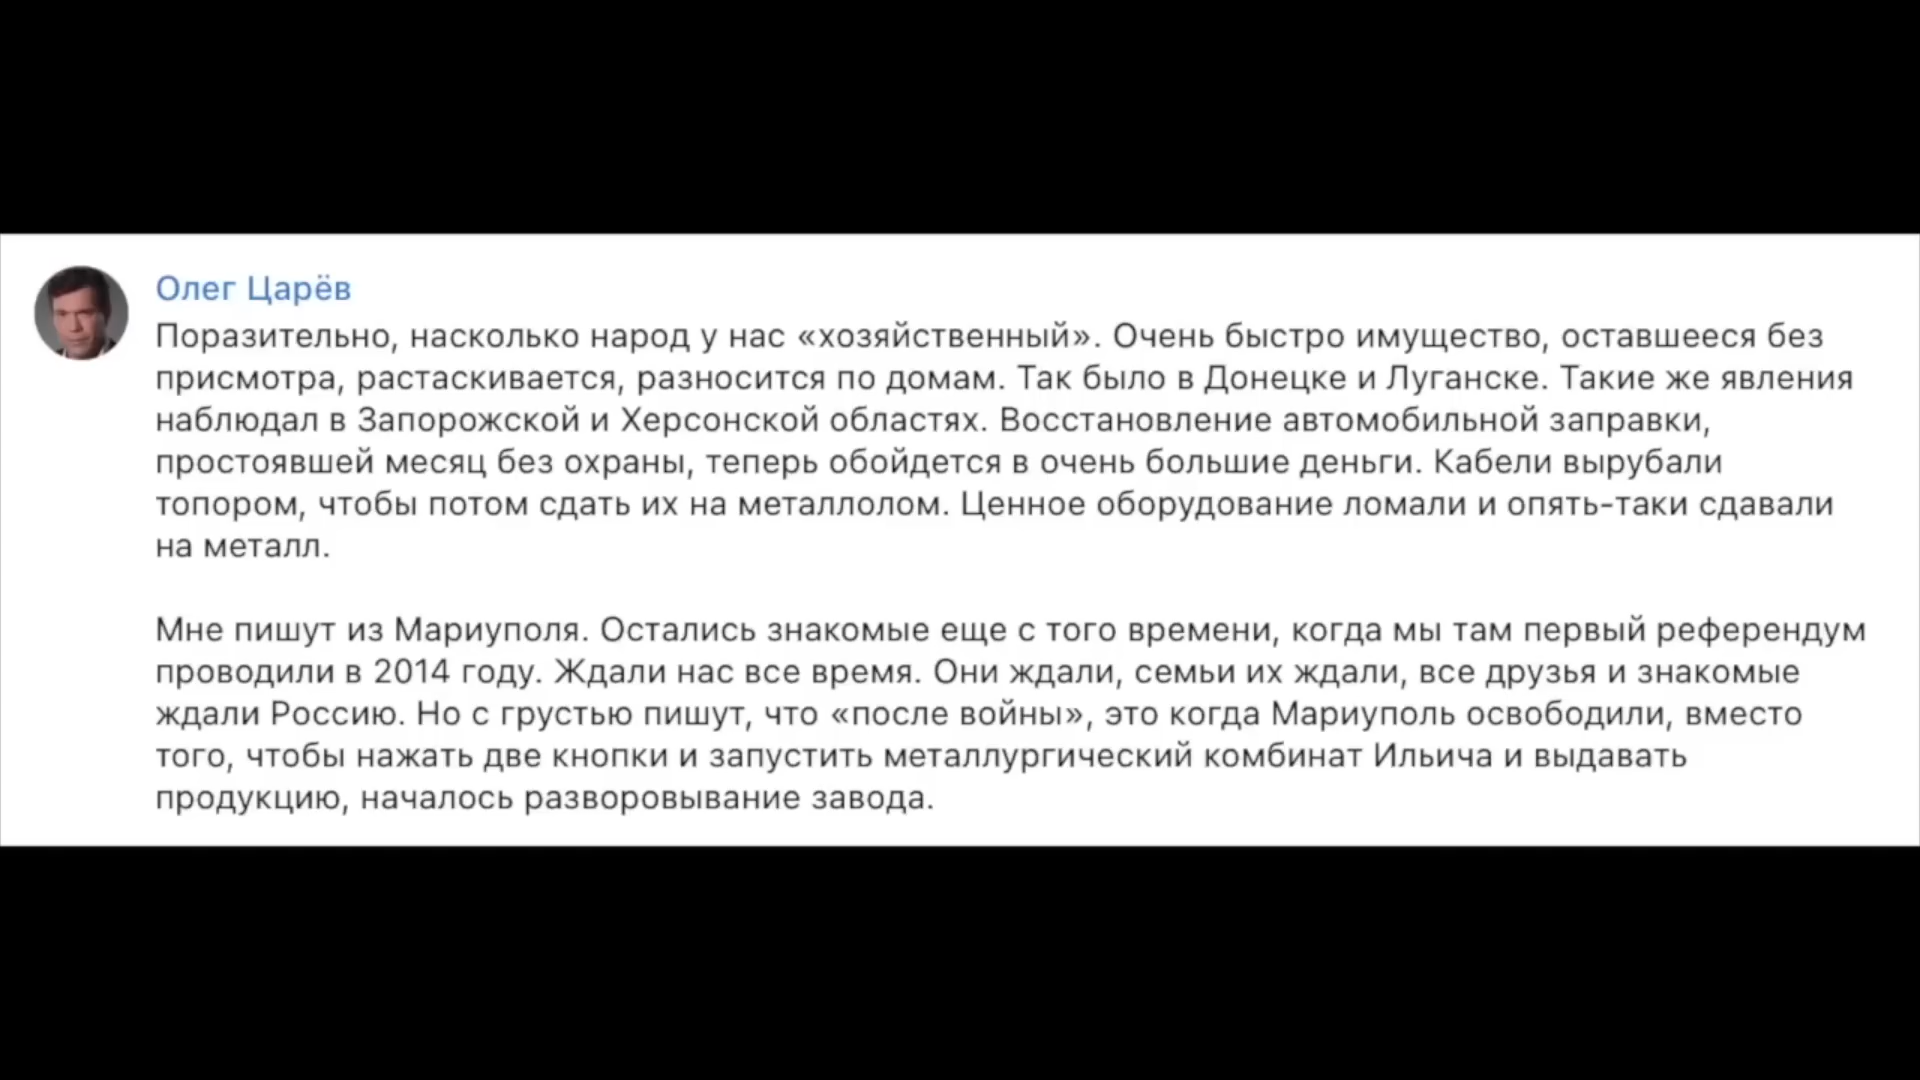 Олег Царёв
Поразительно, насколько народ у нас «хозяйственный». Очень быстро имущество, оставшееся без
присмотра, растаскивается, разносится по домам. Так было в Донецке и Луганске. Такие же явления
наблюдал в Запорожской и Херсонской областях. Восстановление автомобильной заправки,
простоявшей месяц без охраны, теперь обойдется в очень большие деньги. Кабели вырубали
топором, чтобы потом сдать их на металлолом. Ценное оборудование ломали и опять-таки сдавали
на металл.
Мне пишут из Мариуполя. Остались знакомые еще с того времени, когда мы там первый референдум
проводили в 2014 году. Ждали нас все время. Они ждали, семьи их ждали, все друзья и знакомые
ждали Россию. Но с грустью пишут, что «после войны», это когда Мариуполь освободили, вместо
того, чтобы нажать две кнопки и запустить металлургический комбинат Ильича и выдавать
продукцию, началось разворовывание завода.